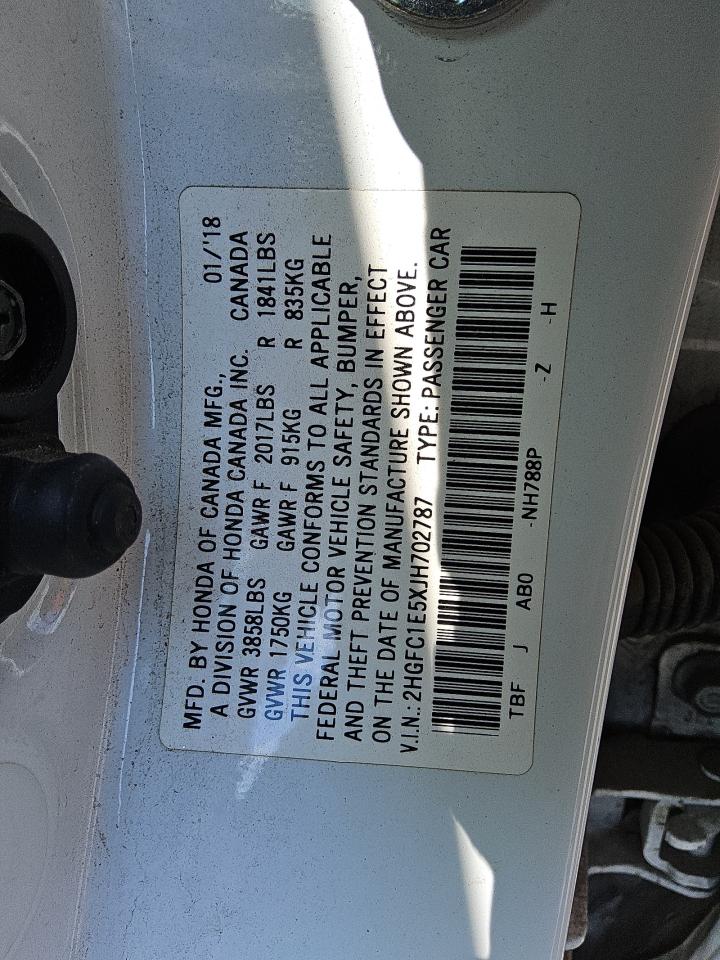 MFD. BY HONDA OF CANADA MFG., 01/'18
A DIVISION OF HONDA CANADA INC. CANADA
GVWR 3858LBS GAWR F 2017LBS R 1841LBS
GVWR 1750KG GAWR F 915KG R 835KG
THIS VEHICLE CONFORMS TO ALL APPLICABLE
FEDERAL MOTOR VEHICLE SAFETY, BUMPER,
AND THEFT PREVENTION STANDARDS IN EFFECT
ON THE DATE OF MANUFACTURE SHOWN ABOVE.
V.I.N.: 2HGFC1E5XJH702787 TYPE: PASSENGER CAR
TBF J AB0 -NH788P -Z -H